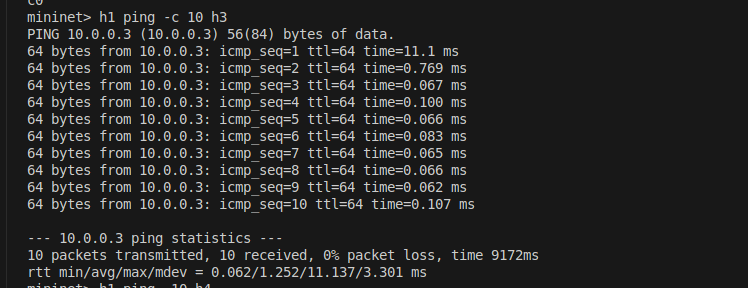 c0
mininet> h1 ping -c 10 h3
PING 10.0.0.3 (10.0.0.3) 56(84) bytes of data.
64 bytes from 10.0.0.3: icmp_seq=1 ttl=64 time=11.1 ms
64 bytes from 10.0.0.3: icmp_seq=2 ttl=64 time=0.769 ms
64 bytes from 10.0.0.3: icmp_seq=3 ttl=64 time=0.067 ms
64 bytes from 10.0.0.3: icmp_seq=4 ttl=64 time=0.100 ms
64 bytes from 10.0.0.3: icmp_seq=5 ttl=64 time=0.066 ms
64 bytes from 10.0.0.3: icmp_seq=6 ttl=64 time=0.083 ms
64 bytes from 10.0.0.3: icmp_seq=7 ttl=64 time=0.065 ms
64 bytes from 10.0.0.3: icmp_seq=8 ttl=64 time=0.066 ms
64 bytes from 10.0.0.3: icmp_seq=9 ttl=64 time=0.062 ms
64 bytes from 10.0.0.3: icmp_seq=10 ttl=64 time=0.107 ms
--- 10.0.0.3 ping statistics ---
10 packets transmitted, 10 received, 0% packet loss, time 9172ms
rtt min/avg/max/mdev = 0.062/1.252/11.137/3.301 ms
mininet> h1 ping -10 h4